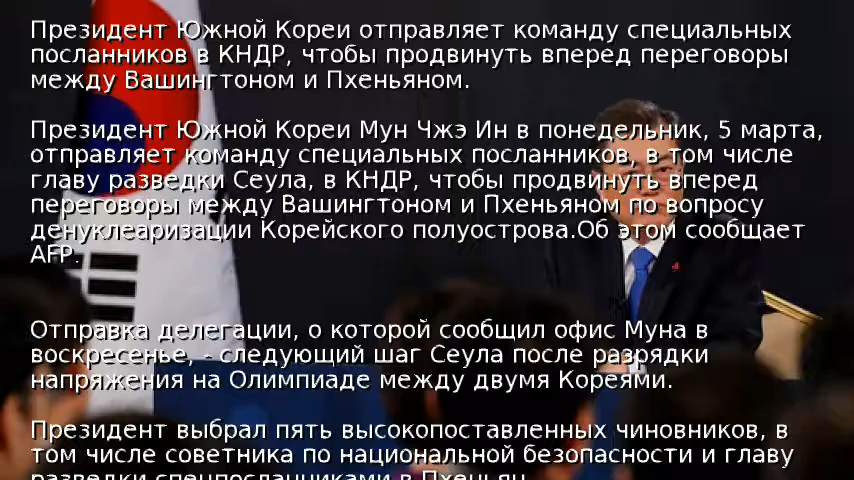 Президент Южной Кореи отправляет команду специальных
посланников в КНДР, чтобы продвинуть вперед переговоры
между Вашингтоном и Пхеньяном.
Президент Южной Кореи Мун Чжэ Ин в понедельник, 5 марта,
отправляет команду специальных посланников, в том числе
главу разведки Сеула, в КНДР, чтобы продвинуть вперед
переговоры между Вашингтоном и Пхеньяном по вопросу
денуклеаризации Корейского полуострова.Об этом сообщает
AFP.
Отправка делегации, о которой сообщил офис Муна в
воскресенье, - следующий шаг Сеула после разрядки
напряжения на Олимпиаде между двумя Кореями.
Президент выбрал пять высокопоставленных чиновников, в
том числе советника по национальной безопасности и главу
разведки спецпосланниками в Пхеньян.